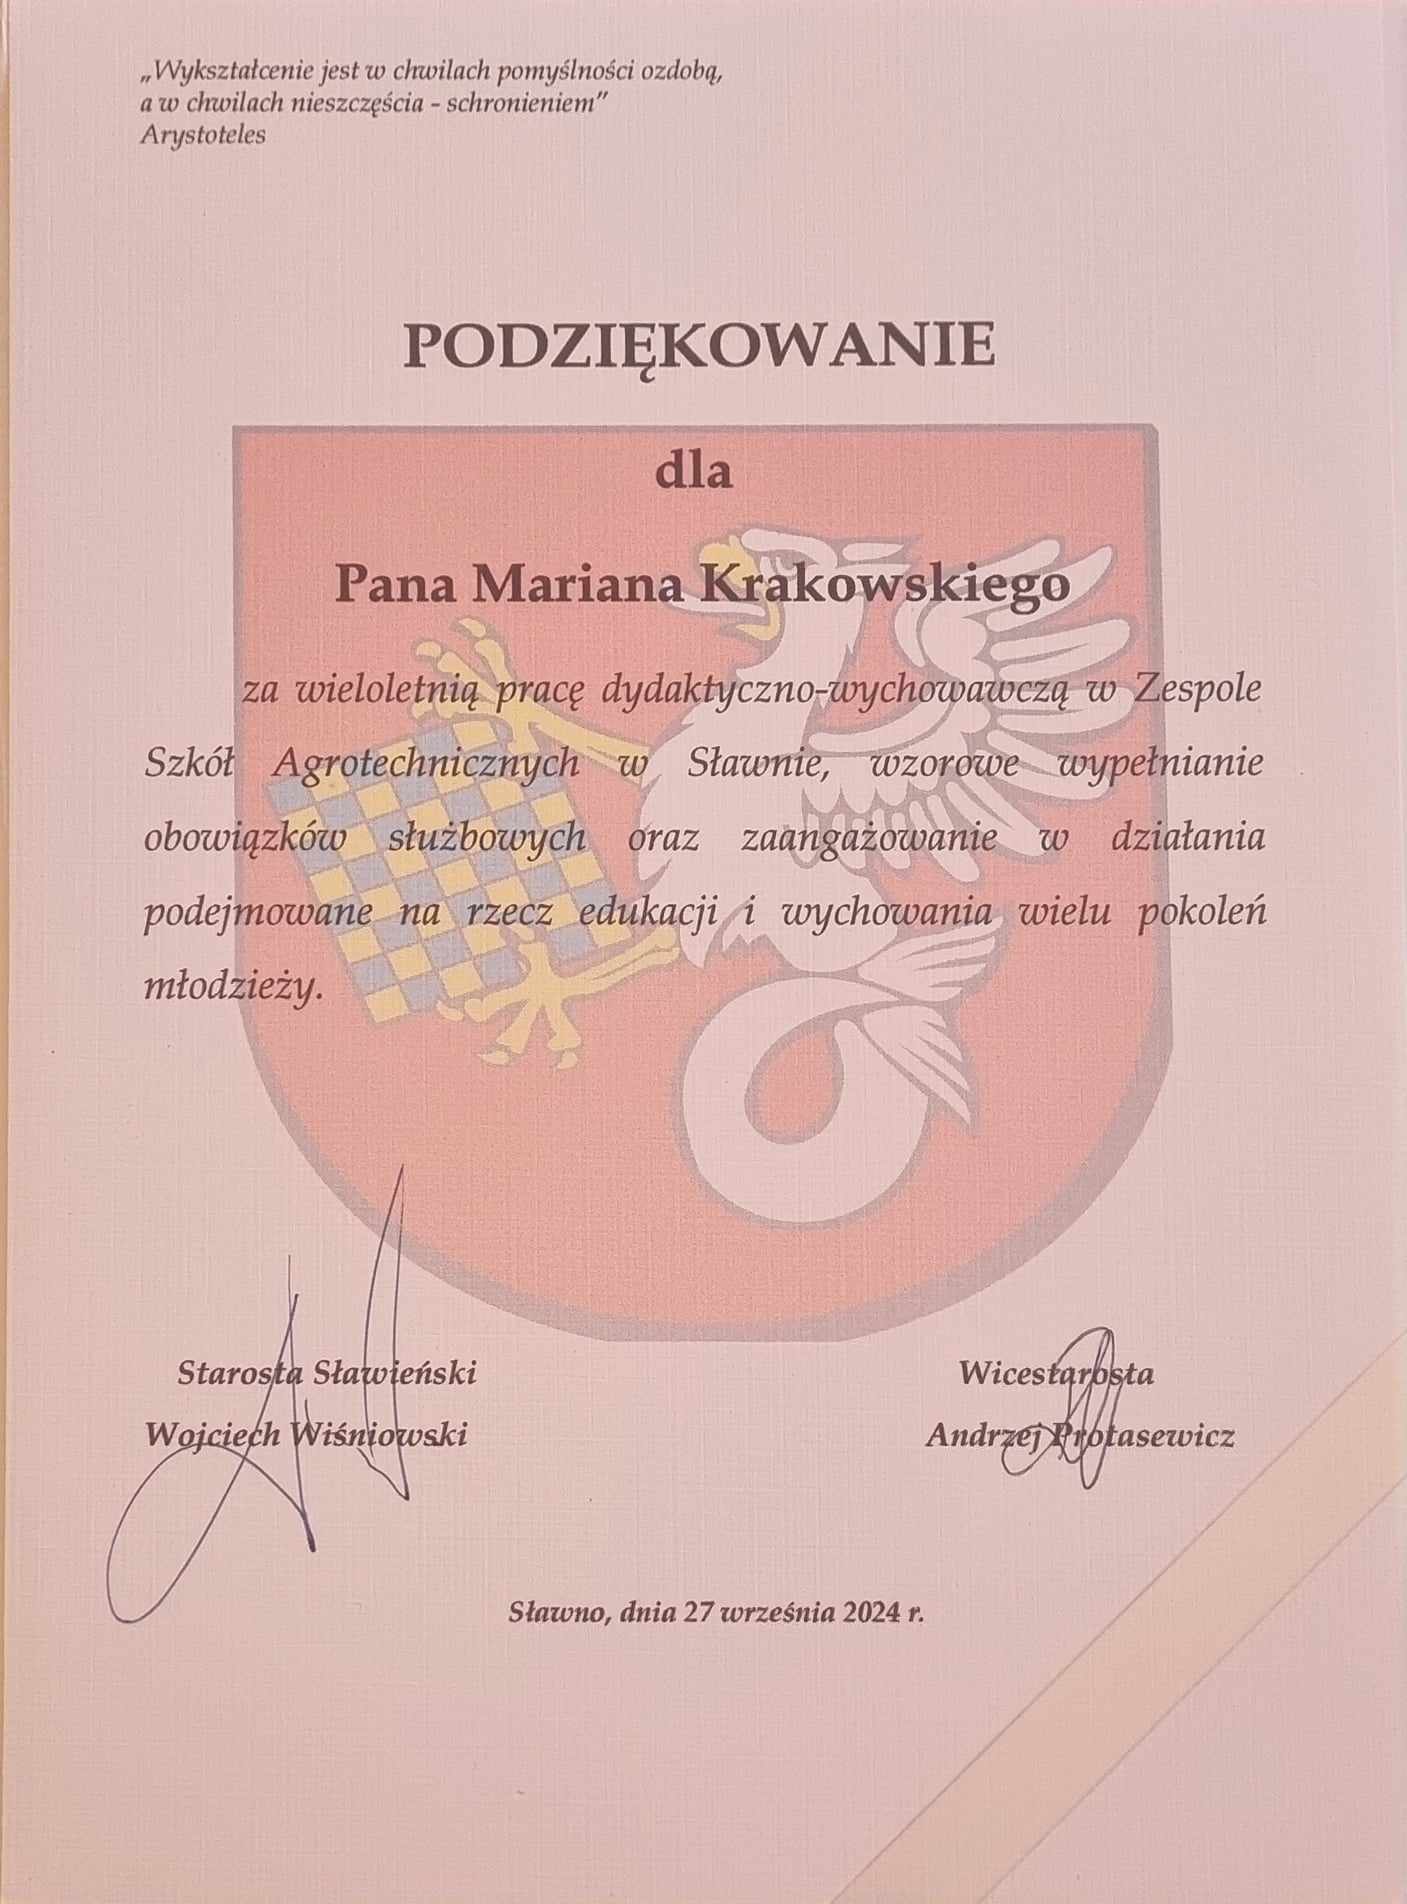 „Wykształcenie jest w chwilach pomyślności ozdobą,
a w chwilach nieszczęścia - schronieniem”
Arystoteles
PODZIĘKOWANIE
dla
Pana Mariana Krakowskiego
za wieloletnią pracę dydaktyczno-wychowawczą w Zespole
Szkół Agrotechnicznych w Sławnie, wzorowe wypełnianie
obowiązków służbowych oraz zaangażowanie w działania
podejmowane na rzecz edukacji i wychowania wielu pokoleń
młodzieży.
Starosta Sławieński
Wojciech Wiśniowski
Wicestarosta
Andrzej Protasewicz
Sławno, dnia 27 września 2024 r.